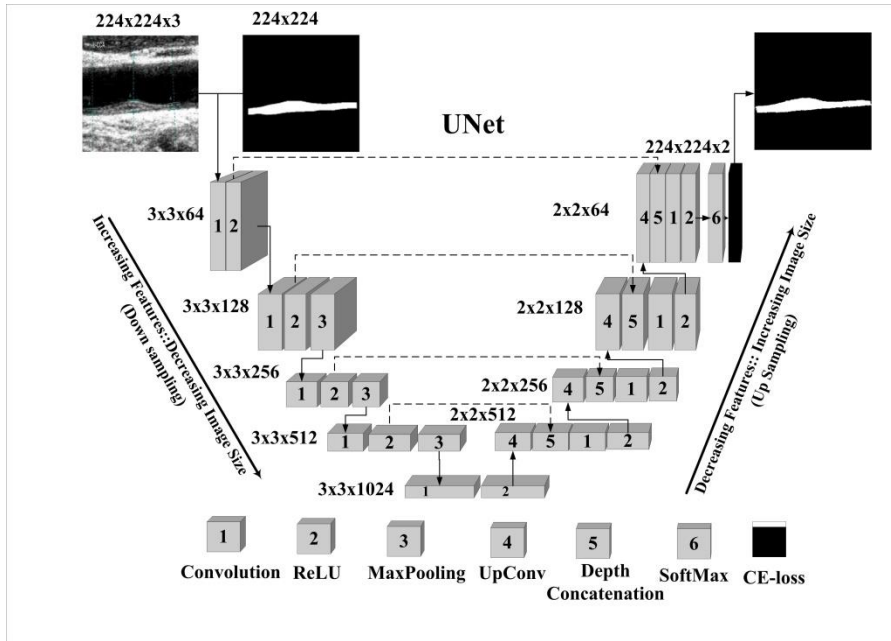 224x224x3
224x224
UNet
224x224x2
3x3x64
1 2
2x2x64
4 5 1 2 6
3x3x128
1 2 3
2x2x128
4 5 1 2
3x3x256
1 2 3
2x2x256
4 5 1 2
3x3x512
1 2 3
2x2x512
4 5 1 2
3x3x1024
1 2
Increasing Features::Decreasing Image Size
(Down sampling)
Decreasing Features:: Increasing Image Size
(Up Sampling)
1 2 3 4 5 6
Convolution ReLU MaxPooling UpConv Depth Concatenation SoftMax CE-loss